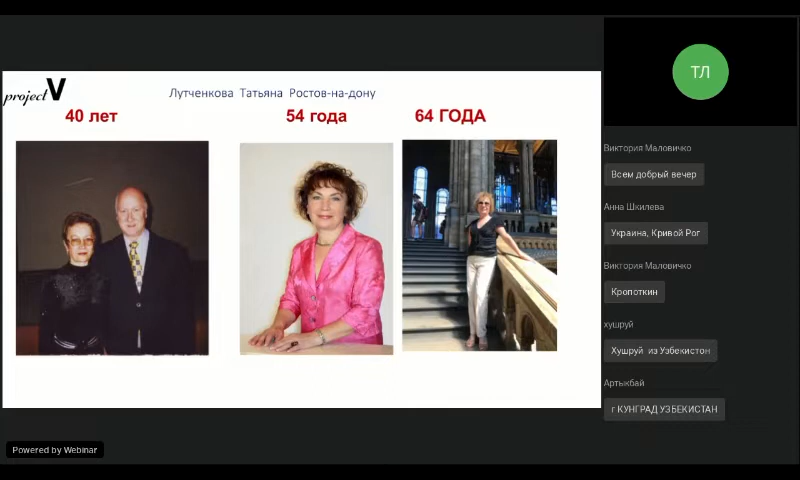 project V
Лутченкова Татьяна Ростов-на-дону
40 лет
54 года
64 ГОДА
ТЛ
Виктория Маловичко
Всем добрый вечер
Анна Шкилева
Украина, Кривой Рог
Виктория Маловичко
Кропоткин
хушруй
Хушруй из Узбекистон
Артыкбай
г КУНГРАД УЗБЕКИСТАН
Powered by Webinar